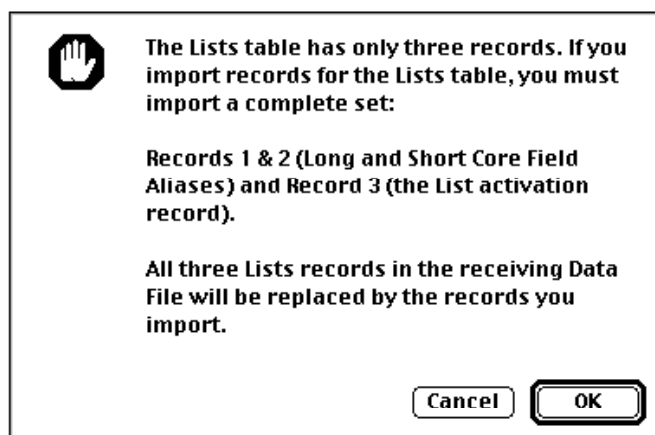 The Lists table has only three records. If you
import records for the Lists table, you must
import a complete set:
Records 1 & 2 (Long and Short Core Field
Aliases) and Record 3 (the List activation
record).
All three Lists records in the receiving Data
File will be replaced by the records you
import.
Cancel OK